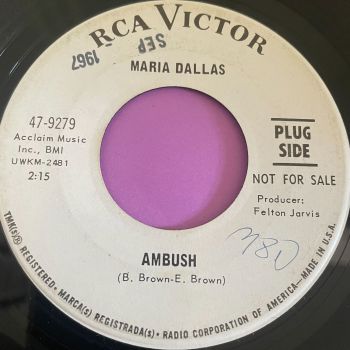 RCA VICTOR
SEP 1967
MARIA DALLAS
47-9279
Acclaim Music
Inc., BMI
UWKM-2481
2:15
PLUG
SIDE
NOT FOR SALE
Producer:
Felton Jarvis
AMBUSH
(B. Brown-E. Brown)
TMK(s)® REGISTERED • MARCA(s) REGISTRADA(s) • RADIO CORPORATION OF AMERICA—MADE IN U.S.A.